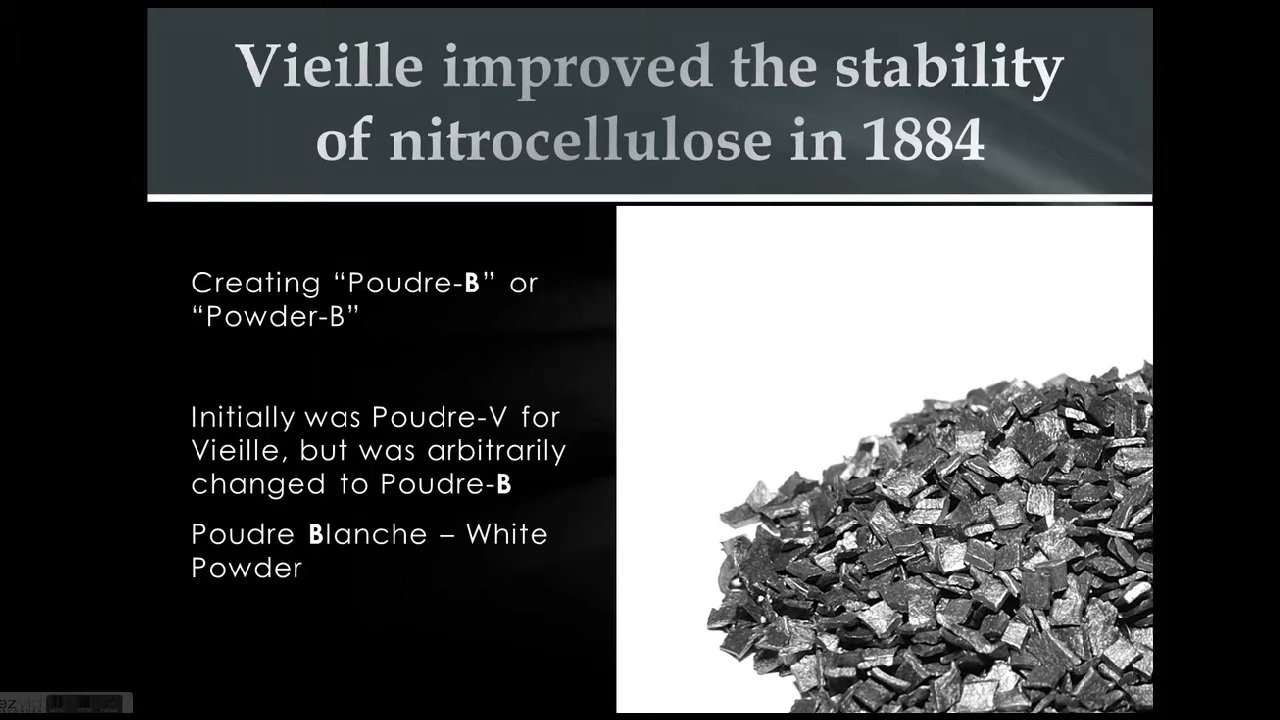 Vieille improved the stability
of nitrocellulose in 1884
Creating “Poudre-B” or
“Powder-B”
Initially was Poudre-V for
Vieille, but was arbitrarily
changed to Poudre-B
Poudre Blanche – White
Powder
ez